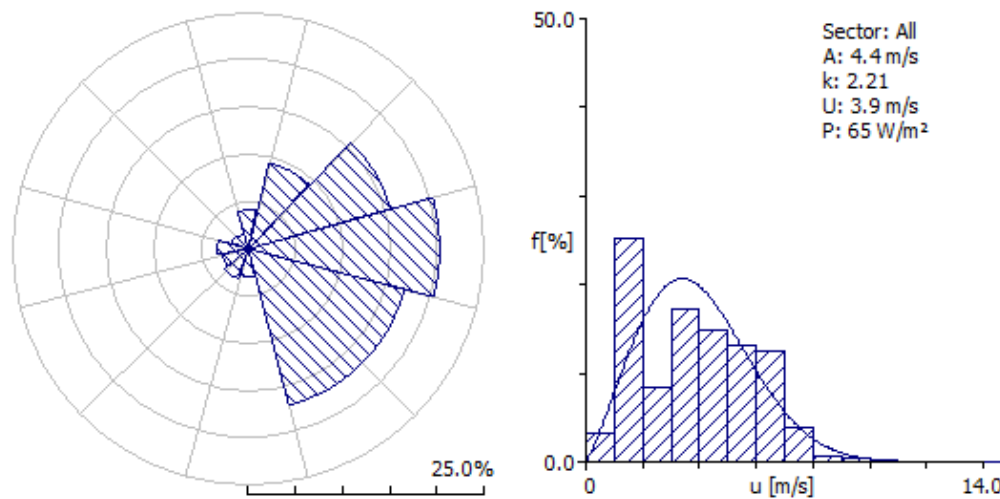 25.0%
50.0
Sector: All
A: 4.4 m/s
k: 2.21
U: 3.9 m/s
P: 65 W/m²
f[%]
0.0
0
u [m/s]
14.0